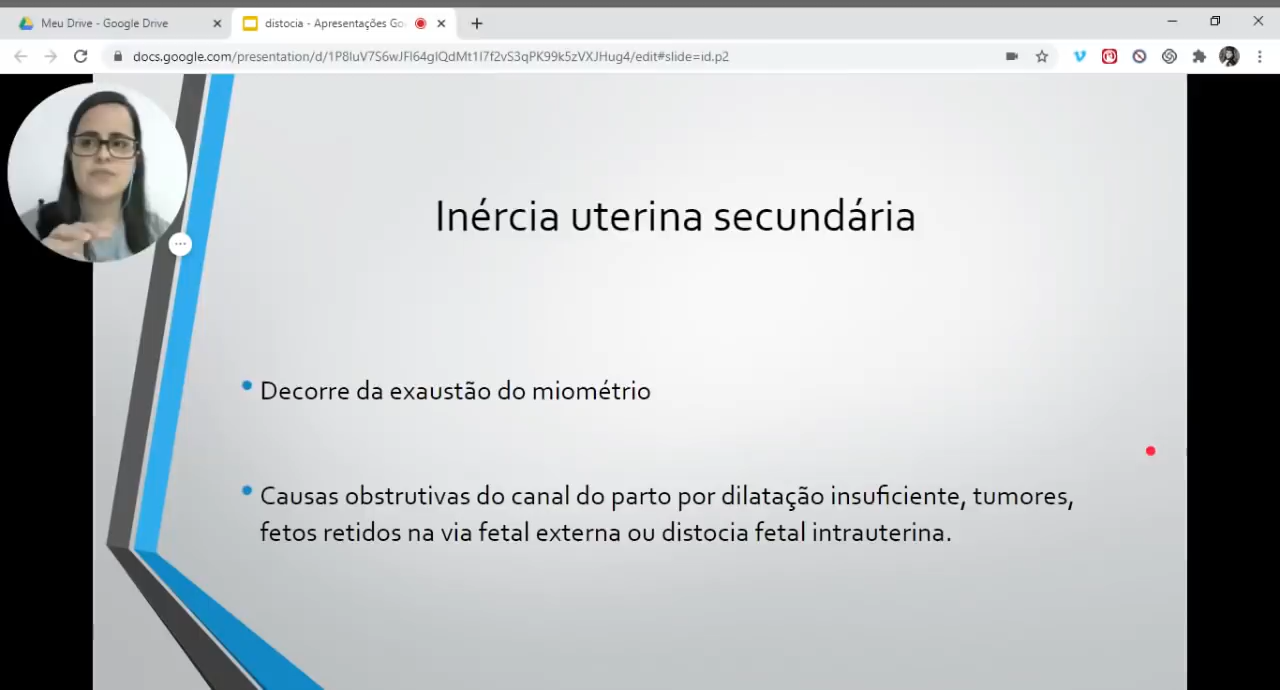 Meu Drive - Google Drive
distocia - Apresentações Go
docs.google.com/presentation/d/1P8IuV7S6wJFI64gIQdMt1I7f2vS3qPK99k5zVXJHug4/edit#slide=id.p2
Inércia uterina secundária
• Decorre da exaustão do miométrio
• Causas obstrutivas do canal do parto por dilatação insuficiente, tumores,
fetos retidos na via fetal externa ou distocia fetal intrauterina.